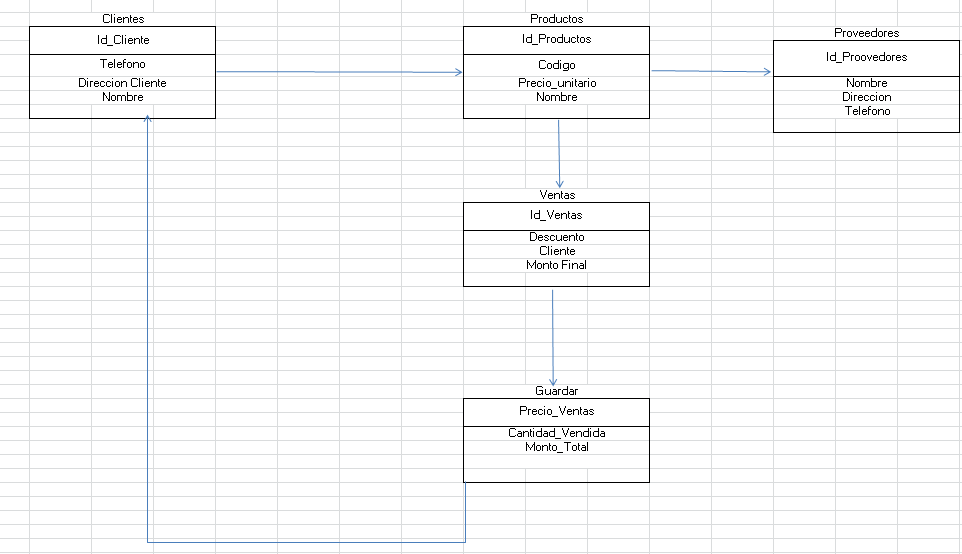 Clientes
Id_Cliente
Telefono
Direccion Cliente
Nombre
Productos
Id_Productos
Codigo
Precio_unitario
Nombre
Proveedores
Id_Proovedores
Nombre
Direccion
Telefono
Ventas
Id_Ventas
Descuento
Cliente
Monto Final
Guardar
Precio_Ventas
Cantidad_Vendida
Monto_Total